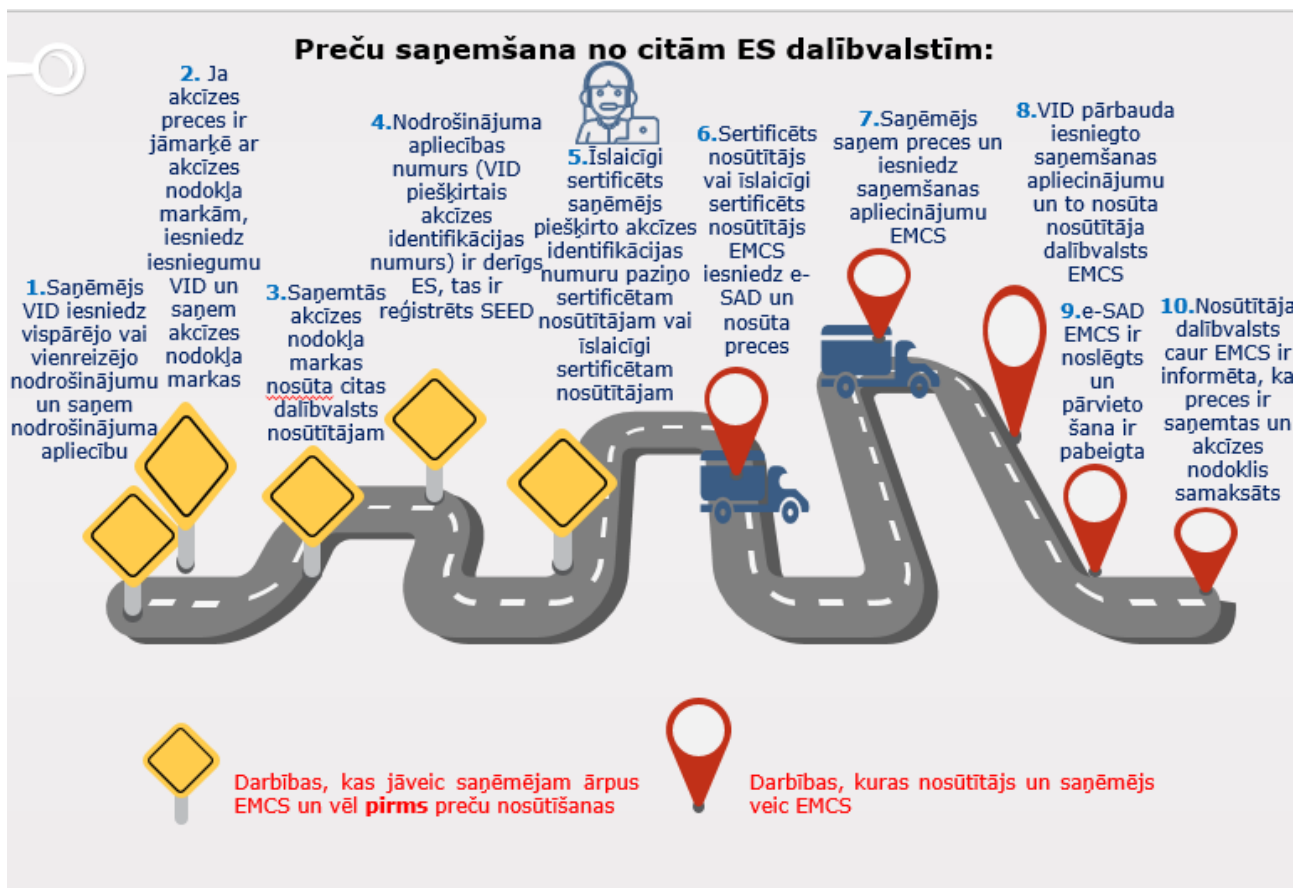 Preču saņemšana no citām ES dalībvalstīm:
1.Saņēmējs
VID iesniedz
vispārējo vai
vienreizējo
nodrošinājumu
un saņem
nodrošinājuma
apliecību
2. Ja
akcīzes
preces ir
jāmarķē ar
akcīzes
nodokļa
markām,
iesniedz
iesniegumu
VID un
saņem
akcīzes
nodokļa
markas
3.Saņemtās
akcīzes
nodokļa
markas
nosūta citas
dalībvalsts
nosūtītājam
4.Nodrošinājuma
apliecības
numurs (VID
piešķirtais
akcīzes
identifikācijas
numurs) ir derīgs
ES, tas ir
reģistrēts SEED
5.Īslaicīgi
sertificēts
saņēmējs
piešķirto akcīzes
identifikācijas
numuru paziņo
sertificētam
nosūtītājam vai
īslaicīgi
sertificētam
nosūtītājam
6.Sertificēts
nosūtītājs
vai īslaicīgi
sertificēts
nosūtītājs
EMCS
iesniedz e-
SAD un
nosūta
preces
7.Saņēmējs
saņem preces un
iesniedz
saņemšanas
apliecinājumu
EMCS
8.VID pārbauda
iesniegto
saņemšanas
apliecinājumu
un to nosūta
nosūtītāja
dalībvalsts
EMCS
9.e-SAD
EMCS ir
noslēgts
un
pārvieto
šana ir
pabeigta
10.Nosūtītāja
dalībvalsts
caur EMCS ir
informēta, ka
preces ir
saņemtas un
akcīzes
nodoklis
samaksāts
Darbības, kas jāveic saņēmējam ārpus
EMCS un vēl pirms preču nosūtīšanas
Darbības, kuras nosūtītājs un saņēmējs
veic EMCS